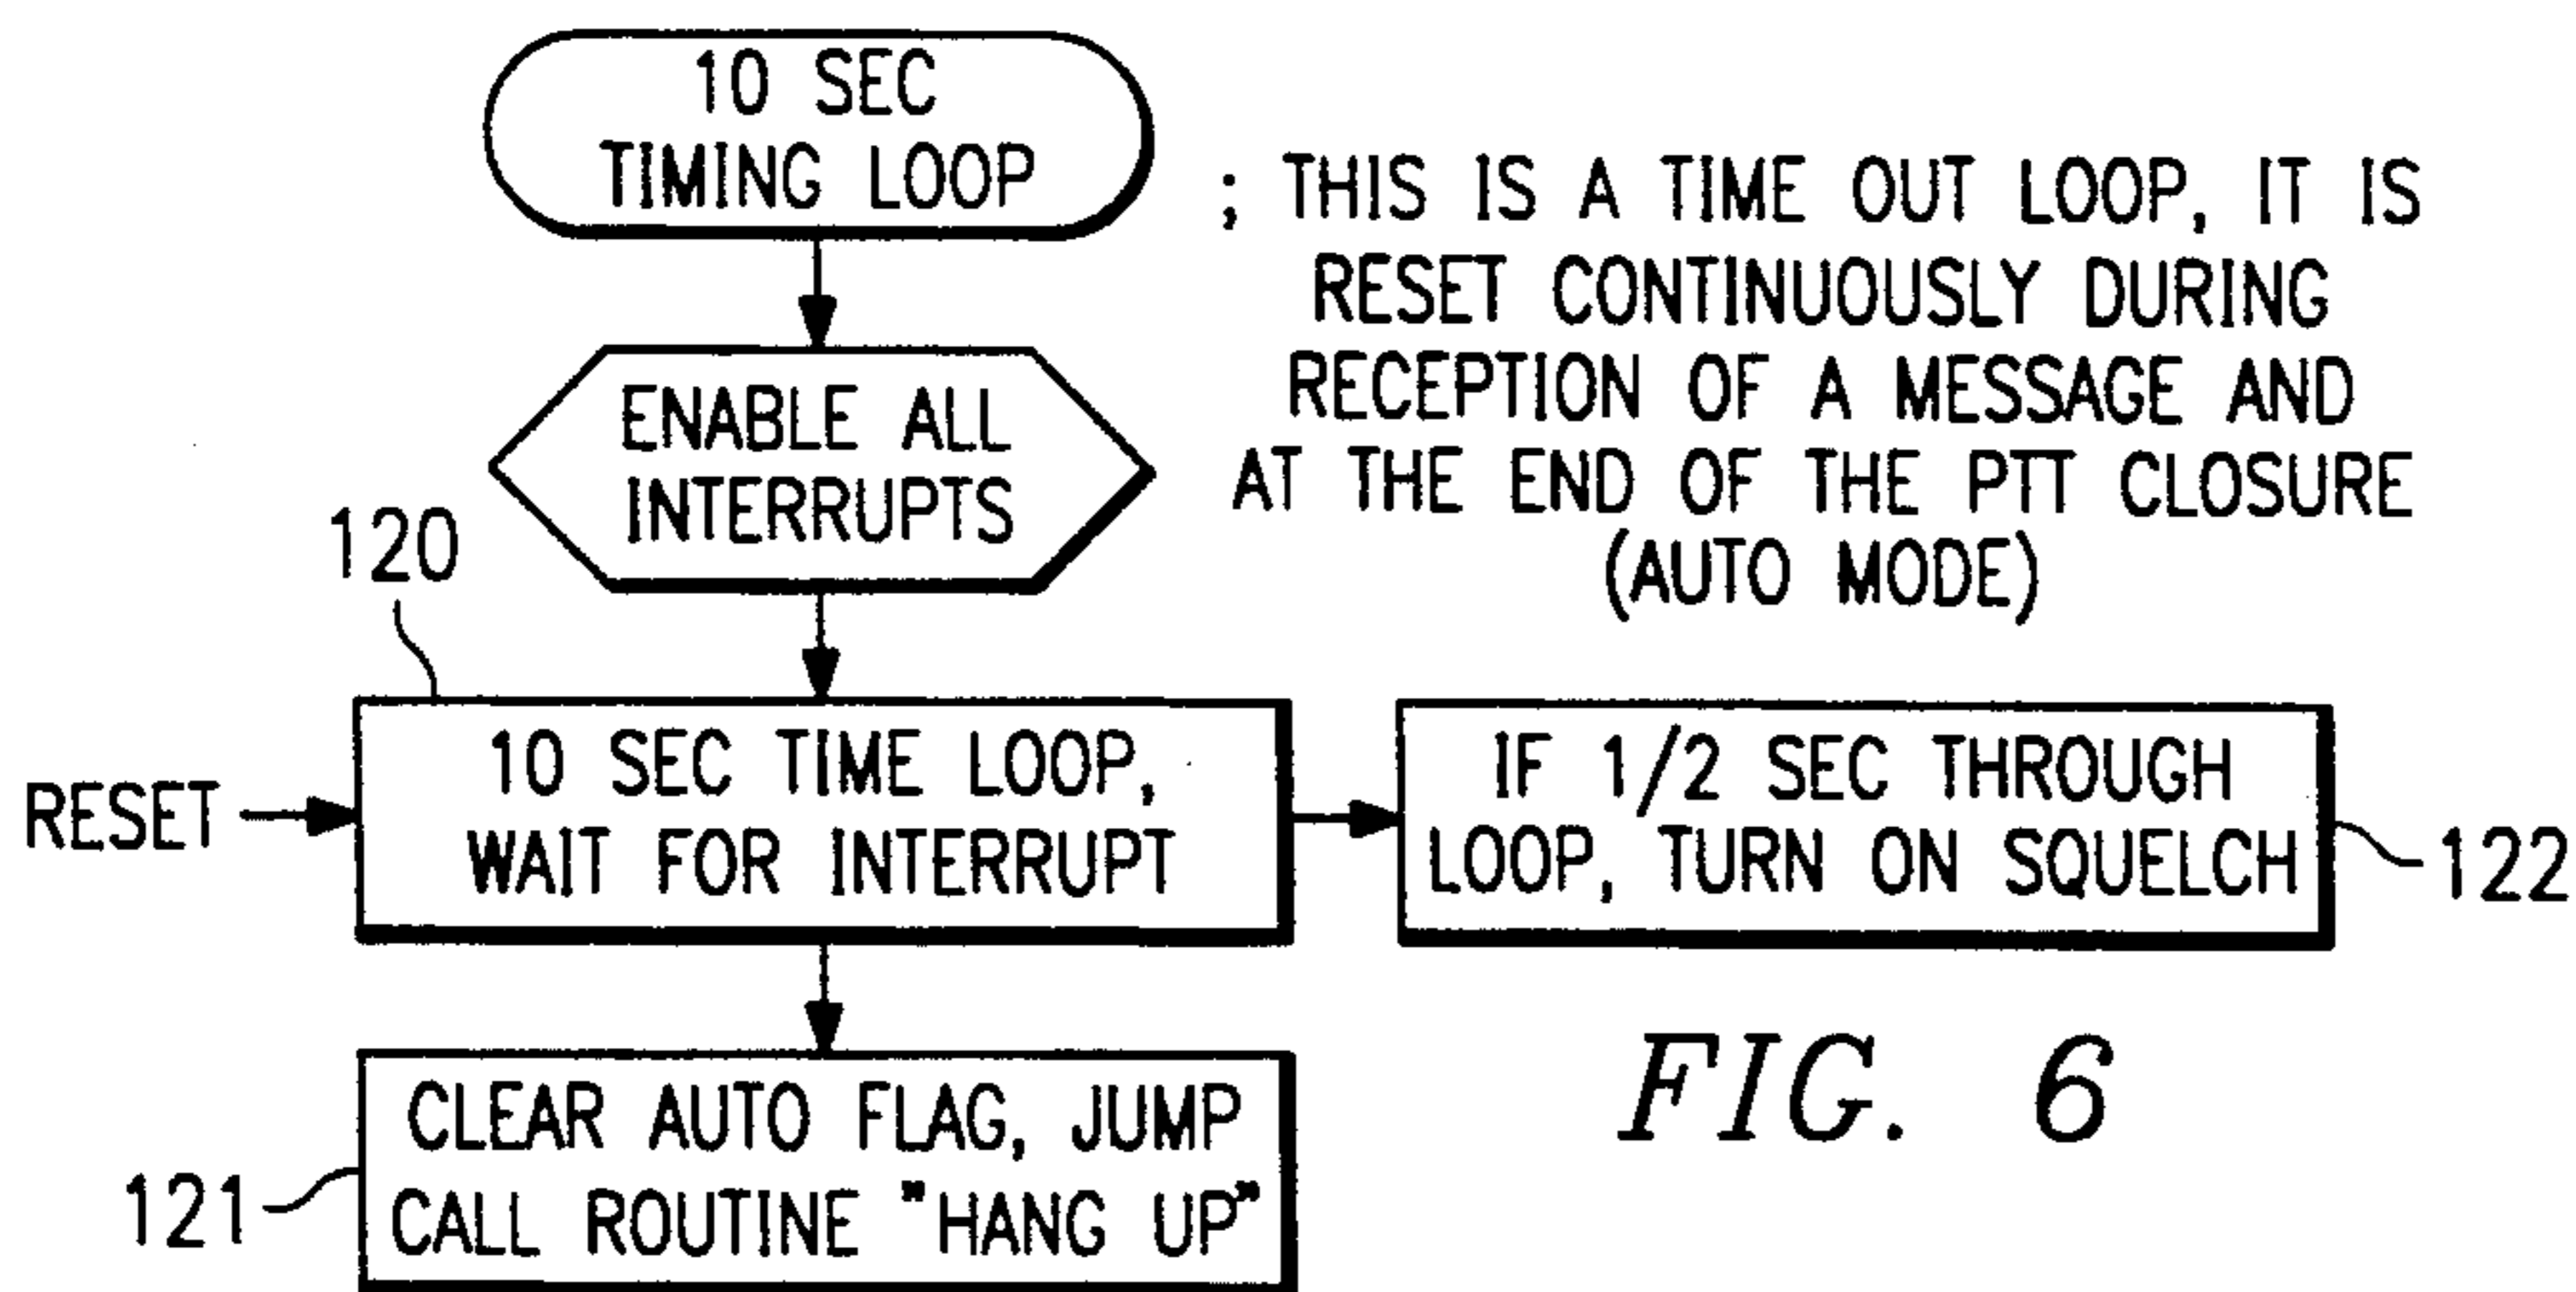 10 SEC
TIMING LOOP
; THIS IS A TIME OUT LOOP, IT IS
RESET CONTINUOUSLY DURING
RECEPTION OF A MESSAGE AND
AT THE END OF THE PTT CLOSURE
(AUTO MODE)
ENABLE ALL
INTERRUPTS
120
RESET
10 SEC TIME LOOP,
WAIT FOR INTERRUPT
IF 1/2 SEC THROUGH
LOOP, TURN ON SQUELCH
122
121
CLEAR AUTO FLAG, JUMP
CALL ROUTINE "HANG UP"
FIG. 6